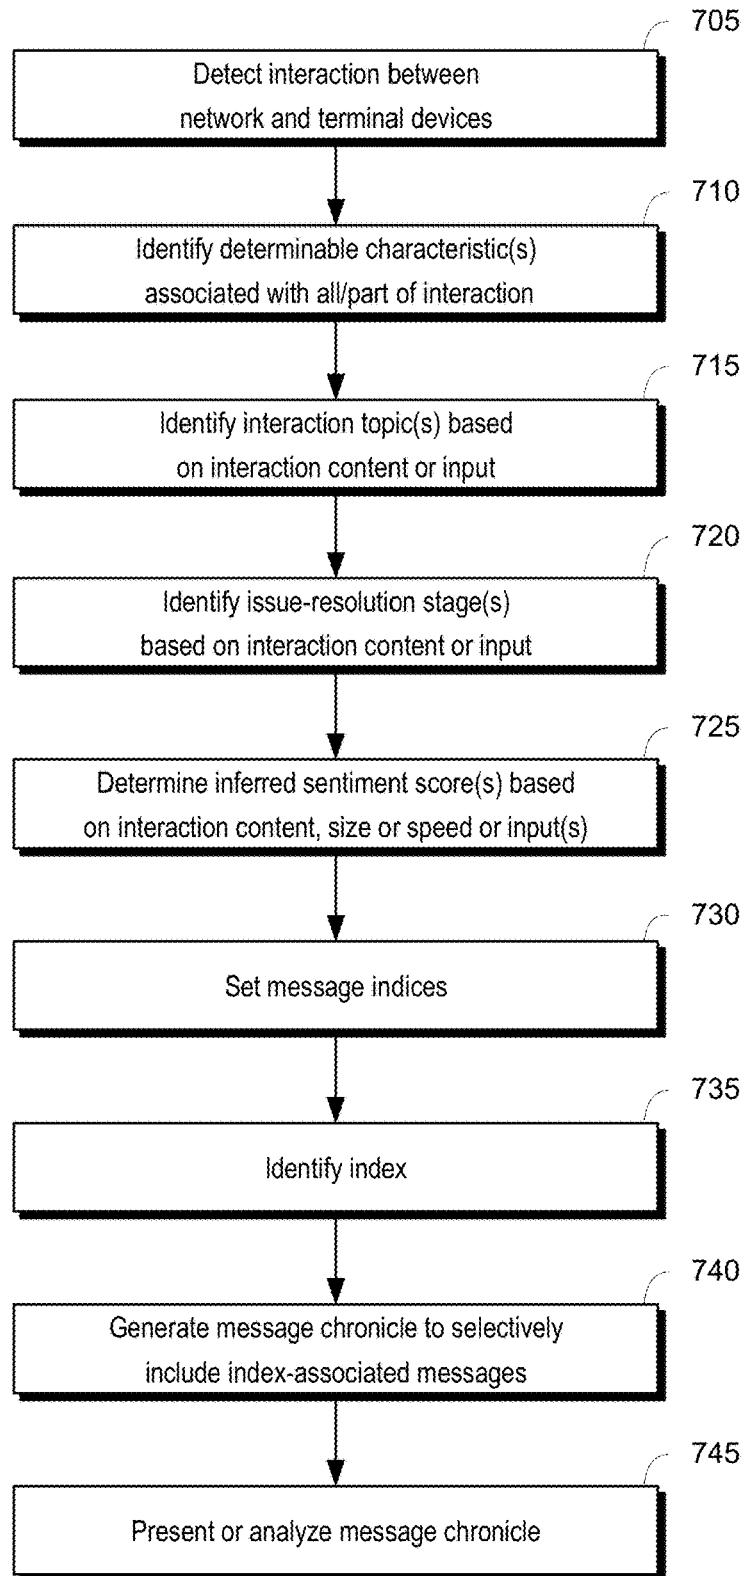 705
Detect interaction between
network and terminal devices
710
Identify determinable characteristic(s)
associated with all/part of interaction
715
Identify interaction topic(s) based
on interaction content or input
720
Identify issue-resolution stage(s)
based on interaction content or input
725
Determine inferred sentiment score(s) based
on interaction content, size or speed or input(s)
730
Set message indices
735
Identify index
740
Generate message chronicle to selectively
include index-associated messages
745
Present or analyze message chronicle